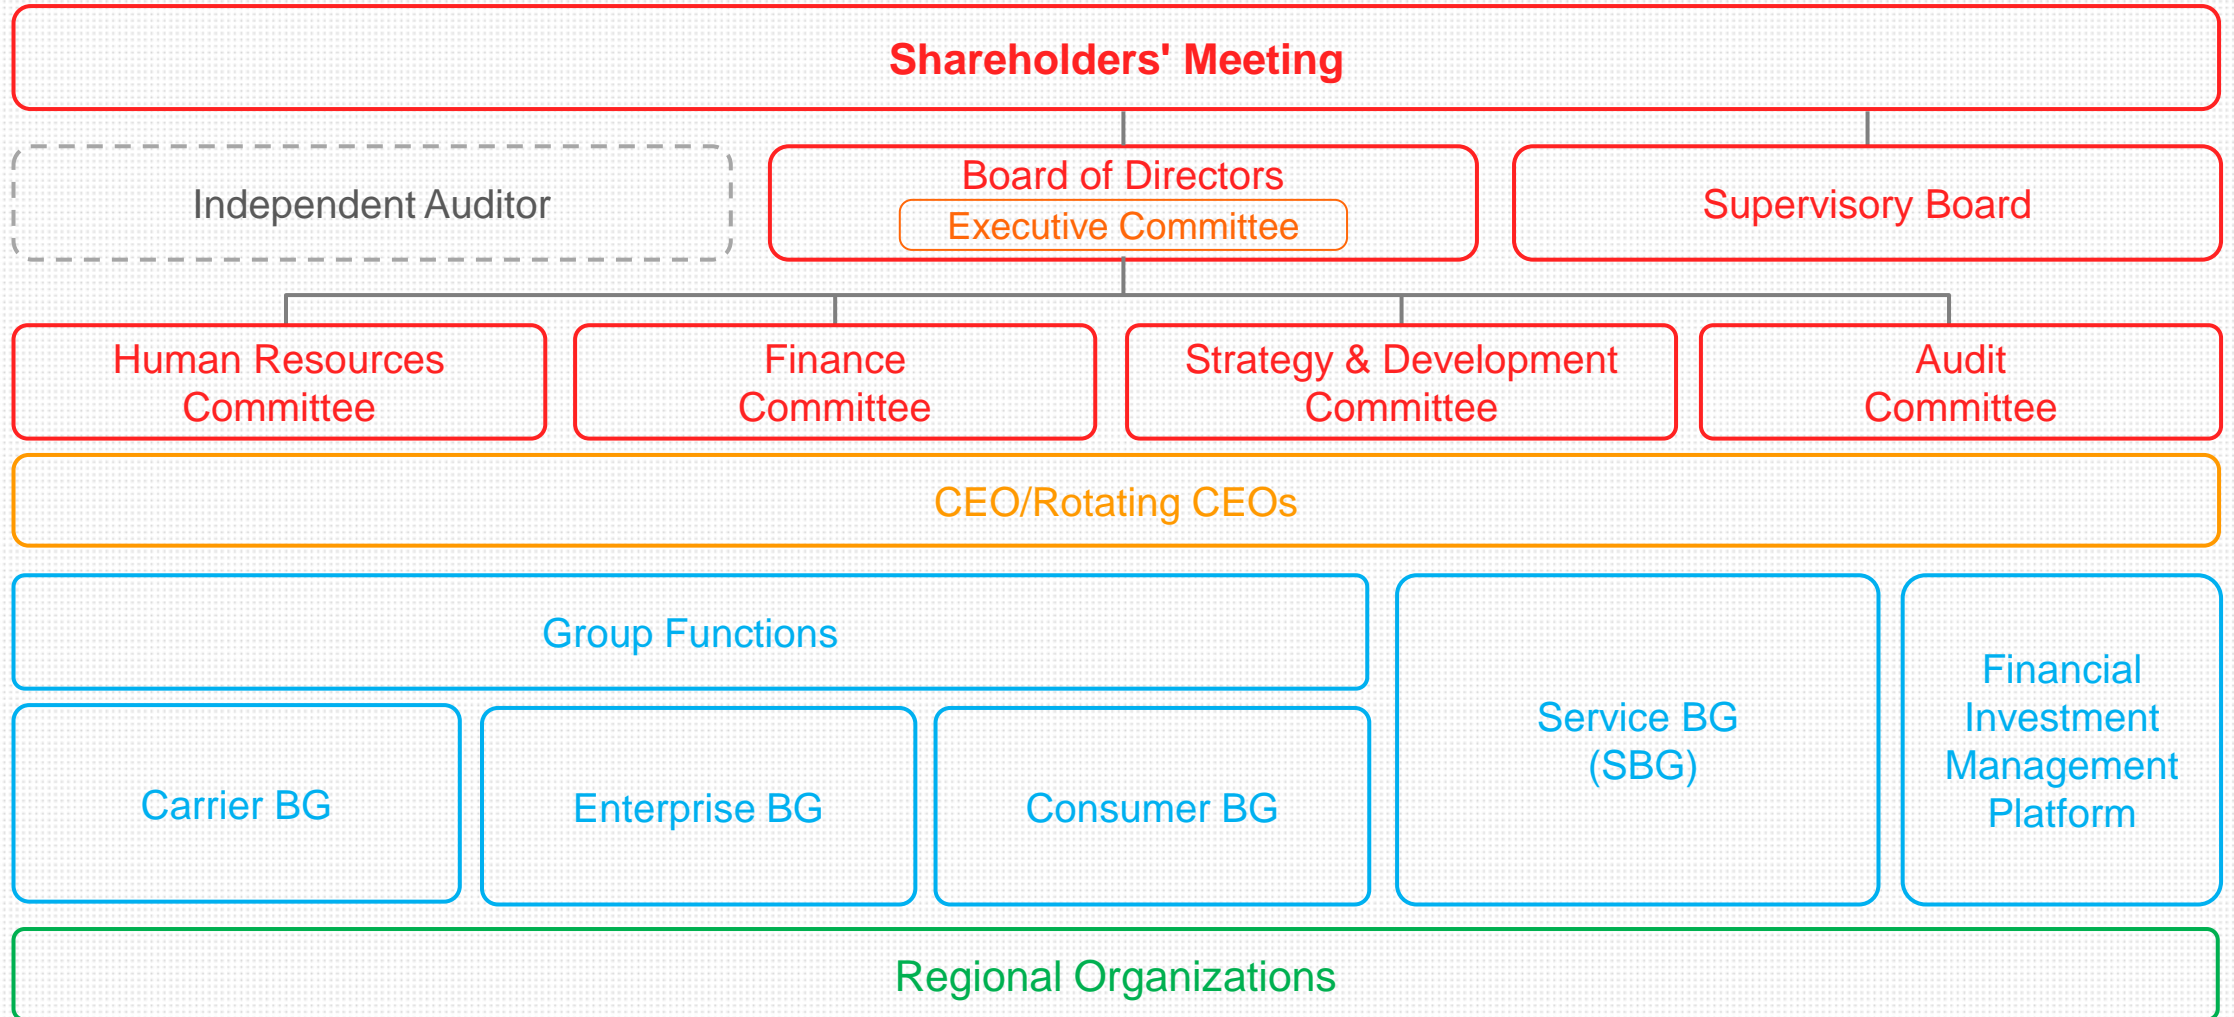 Shareholders' Meeting
Independent Auditor
Board of Directors
Executive Committee
Supervisory Board
Human Resources
Committee
Finance
Committee
Strategy & Development
Committee
Audit
Committee
CEO/Rotating CEOs
Group Functions
Carrier BG
Enterprise BG
Consumer BG
Service BG
(SBG)
Financial
Investment
Management
Platform
Regional Organizations